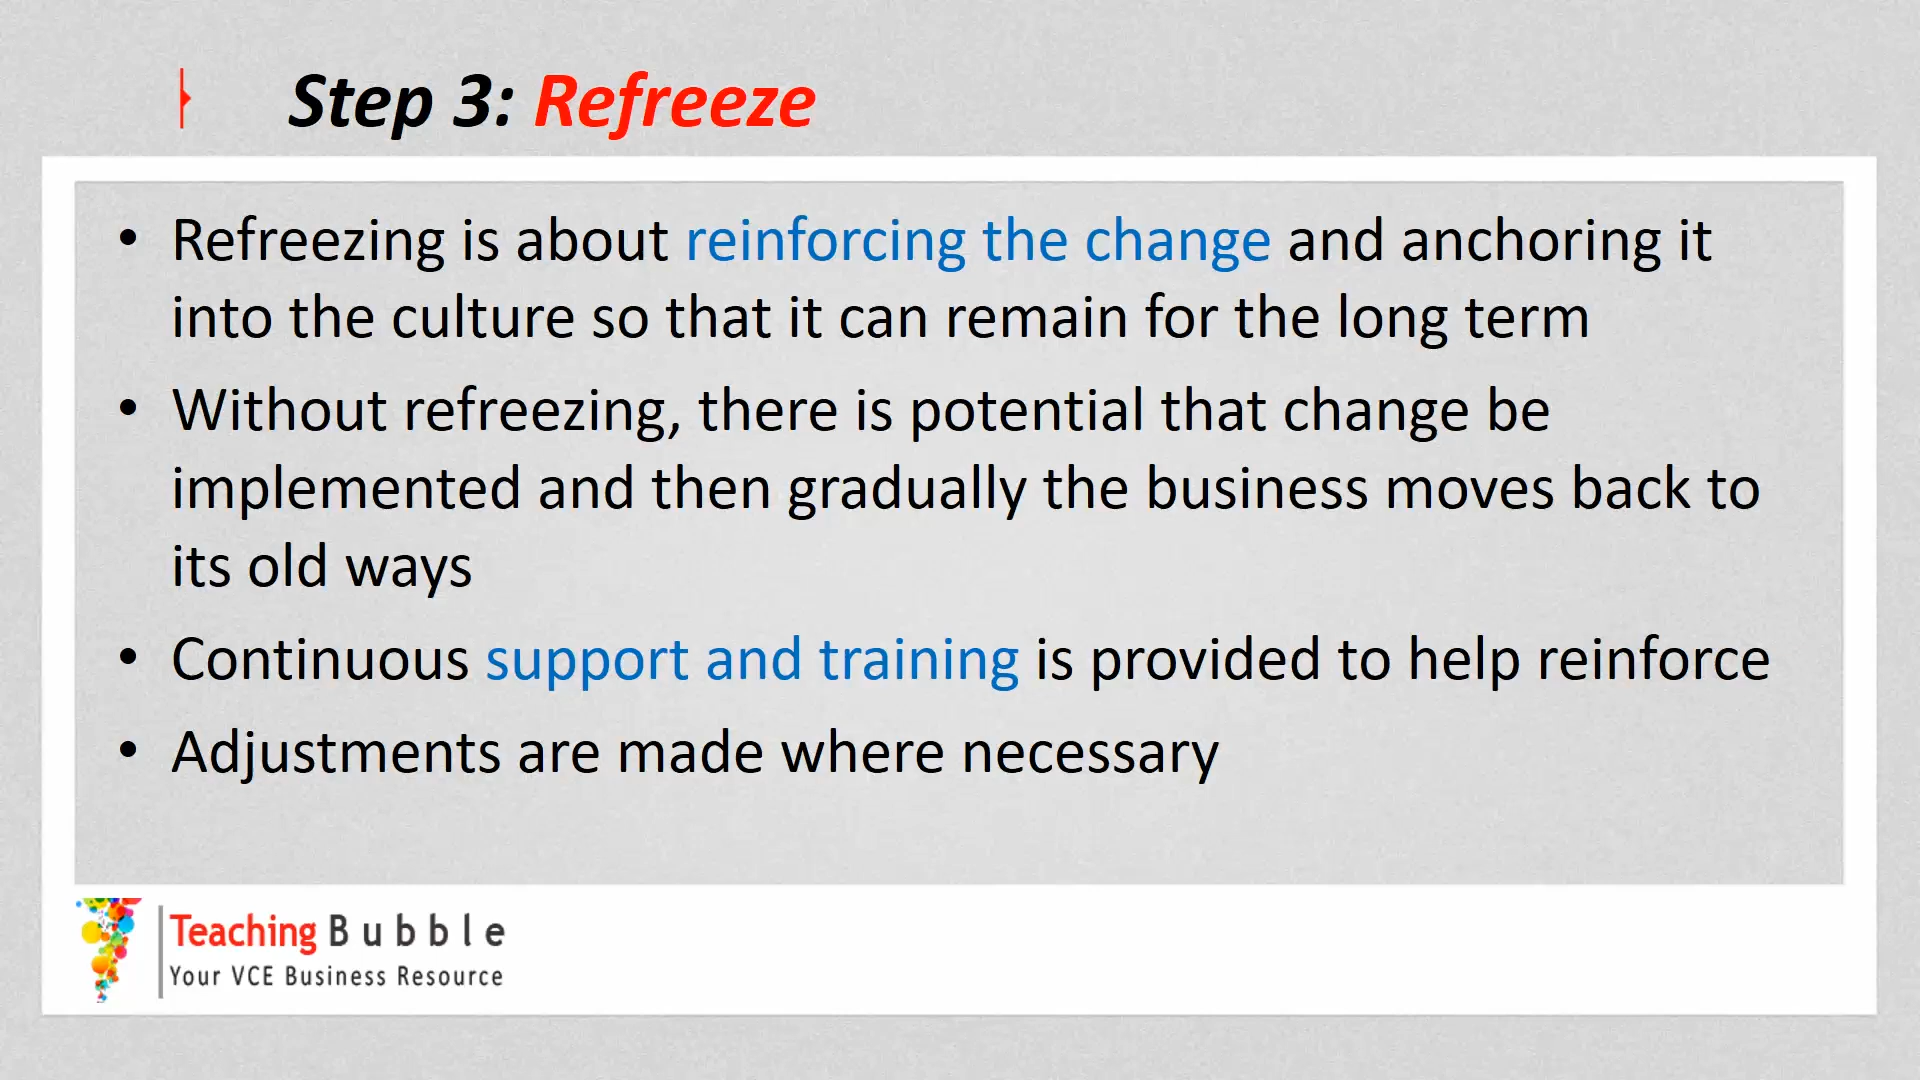 Step 3: Refreeze
• Refreezing is about reinforcing the change and anchoring it
into the culture so that it can remain for the long term
• Without refreezing, there is potential that change be
implemented and then gradually the business moves back to
its old ways
• Continuous support and training is provided to help reinforce
• Adjustments are made where necessary
Teaching Bubble
Your VCE Business Resource